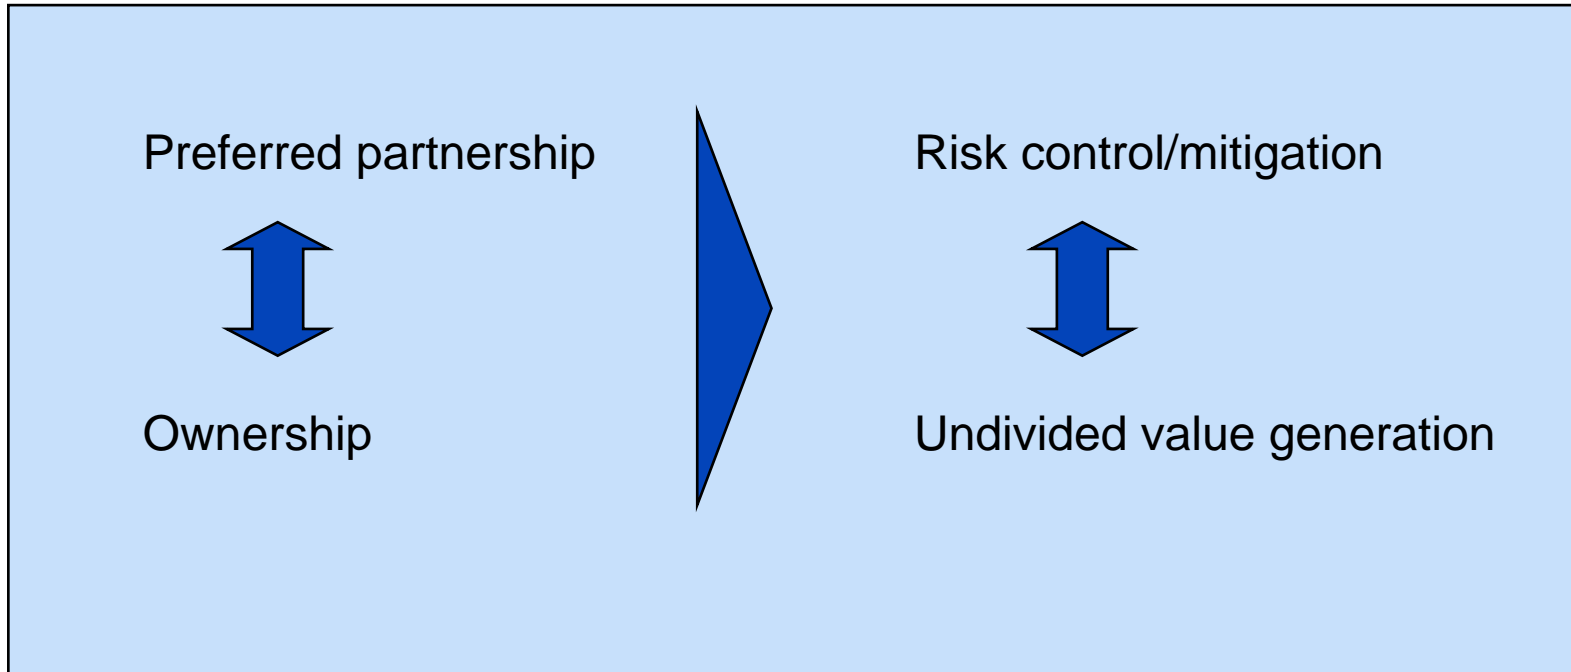 Preferred partnership
Risk control/mitigation
Ownership
Undivided value generation